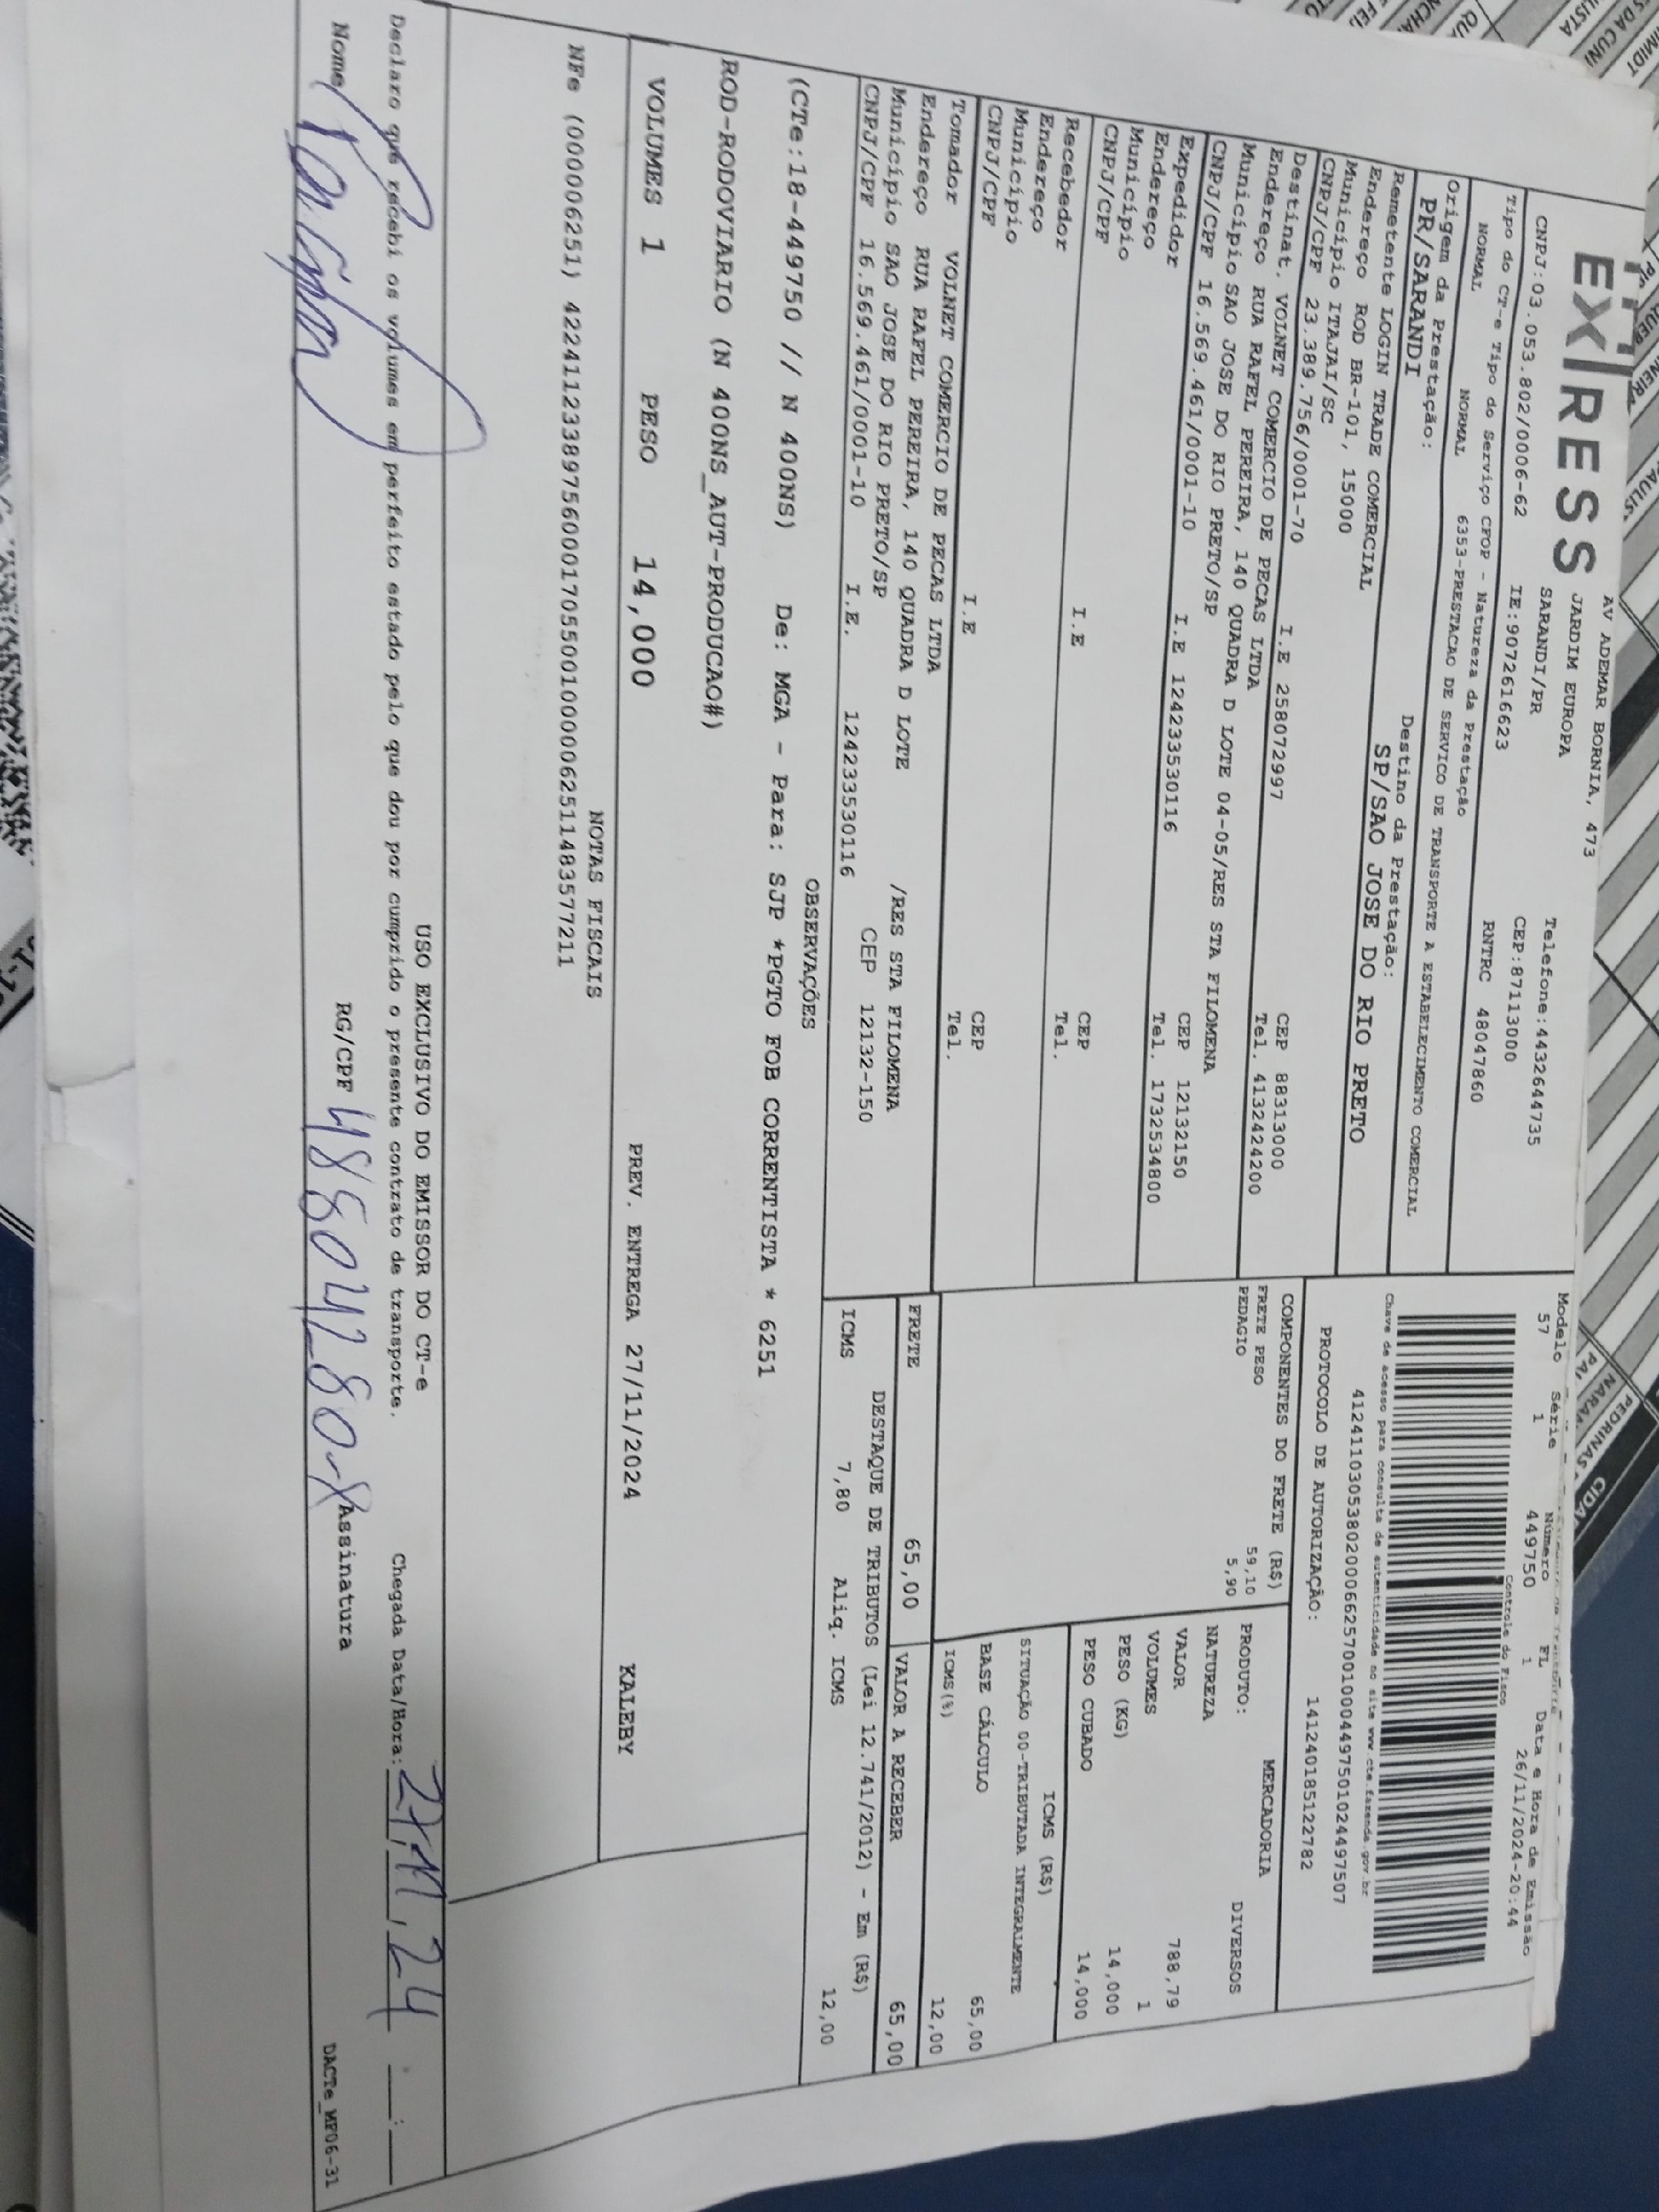 EX RESS
AV ADEMAR BORNIA, 473
JARDIM EUROPA
SARANDI/PR
Telefone:4432644735
CNPJ:03.053.802/0006-62 IE:9072616623 CEP:87113000
Tipo do CT-e Tipo do Serviço CFOP - Natureza da Prestação RNTRC 48047860
NORMAL NORMAL 6353-PRESTACAO DE SERVICO DE TRANSPORTE A ESTABELECIMENTO COMERCIAL
Origem da Prestação: Destino da Prestação:
PR/SARANDI SP/SAO JOSE DO RIO PRETO
Remetente LOGIN TRADE COMERCIAL
Endereço ROD BR-101, 15000
Município ITAJAI/SC CEP 88313000
CNPJ/CPF 23.389.756/0001-70 I.E 258072997 Tel. 4132424200
Destinat. VOLNET COMERCIO DE PECAS LTDA
Endereço RUA RAFEL PEREIRA, 140 QUADRA D LOTE 04-05/RES STA FILOMENA
Município SAO JOSE DO RIO PRETO/SP CEP 12132150
CNPJ/CPF 16.569.461/0001-10 I.E 124233530116 Tel. 1732534800
Expedidor
Endereço
Município CEP
CNPJ/CPF I.E Tel.
Recebedor
Endereço
Município CEP
CNPJ/CPF I.E Tel.
Tomador VOLNET COMERCIO DE PECAS LTDA
Endereço RUA RAFEL PEREIRA, 140 QUADRA D LOTE /RES STA FILOMENA
Município SAO JOSE DO RIO PRETO/SP CEP 12132-150
CNPJ/CPF 16.569.461/0001-10 I.E. 124233530116
Modelo Série Número FL Data e Hora de Emissão
57 1 449750 1 26/11/2024-20:44
Controle do Fisco
Chave de acesso para consulta de autenticidade no site www.cte.fazenda.gov.br
41241103053802000662570010004497501024497507
PROTOCOLO DE AUTORIZAÇÃO: 141240185122782
COMPONENTES DO FRETE (R$)
FRETE PESO 59,10
PEDAGIO 5,90
MERCADORIA
PRODUTO: DIVERSOS
NATUREZA
VALOR 788,79
VOLUMES 1
PESO (KG) 14,000
PESO CUBADO 14,000
ICMS (R$)
SITUAÇÃO 00-TRIBUTADA INTEGRALMENTE
BASE CÁLCULO 65,00
ICMS(%) 12,00
FRETE 65,00 VALOR A RECEBER 65,00
DESTAQUE DE TRIBUTOS (Lei 12.741/2012) - Em (R$)
ICMS 7,80 Aliq. ICMS 12,00
OBSERVAÇÕES
(CTe:18-449750 // N 400NS) De: MGA - Para: SJP *PGTO FOB CORRENTISTA * 6251
ROD-RODOVIARIO (N 400NS_AUT-PRODUCAO#)
VOLUMES 1 PESO 14,000 PREV. ENTREGA 27/11/2024 KALEBY
NOTAS FISCAIS
NFe (000006251) 42241123389756000170550010000062511483577211
USO EXCLUSIVO DO EMISSOR DO CT-e
Declaro que recebi os volumes em perfeito estado pelo que dou por cumprido o presente contrato de transporte. Chegada Data/Hora: 27/11/24 __:__
Nome RG/CPF Assinatura
DACTe_MF06-31